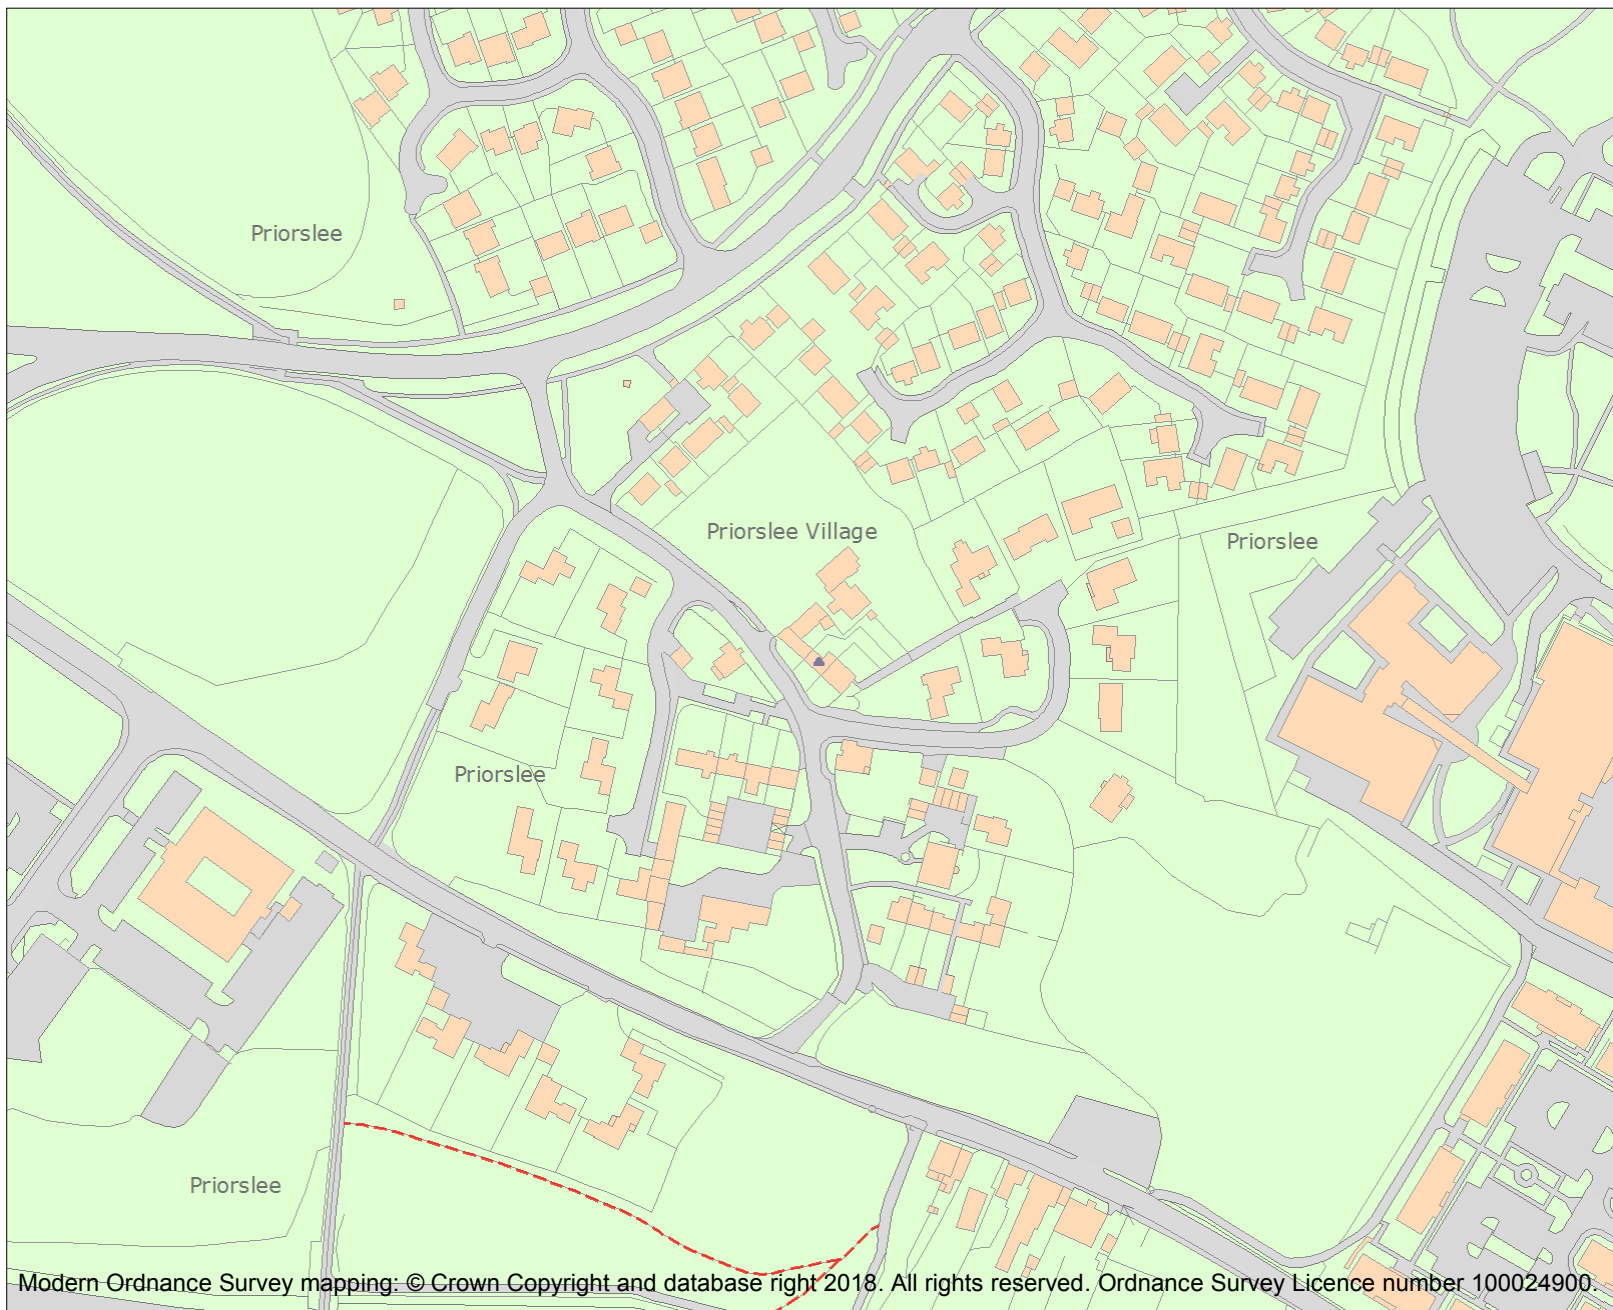 Priorslee
Priorslee Village
Priorslee
Priorslee
Priorslee
Modern Ordnance Survey mapping: © Crown Copyright and database right 2018. All rights reserved. Ordnance Survey Licence number 100024900.